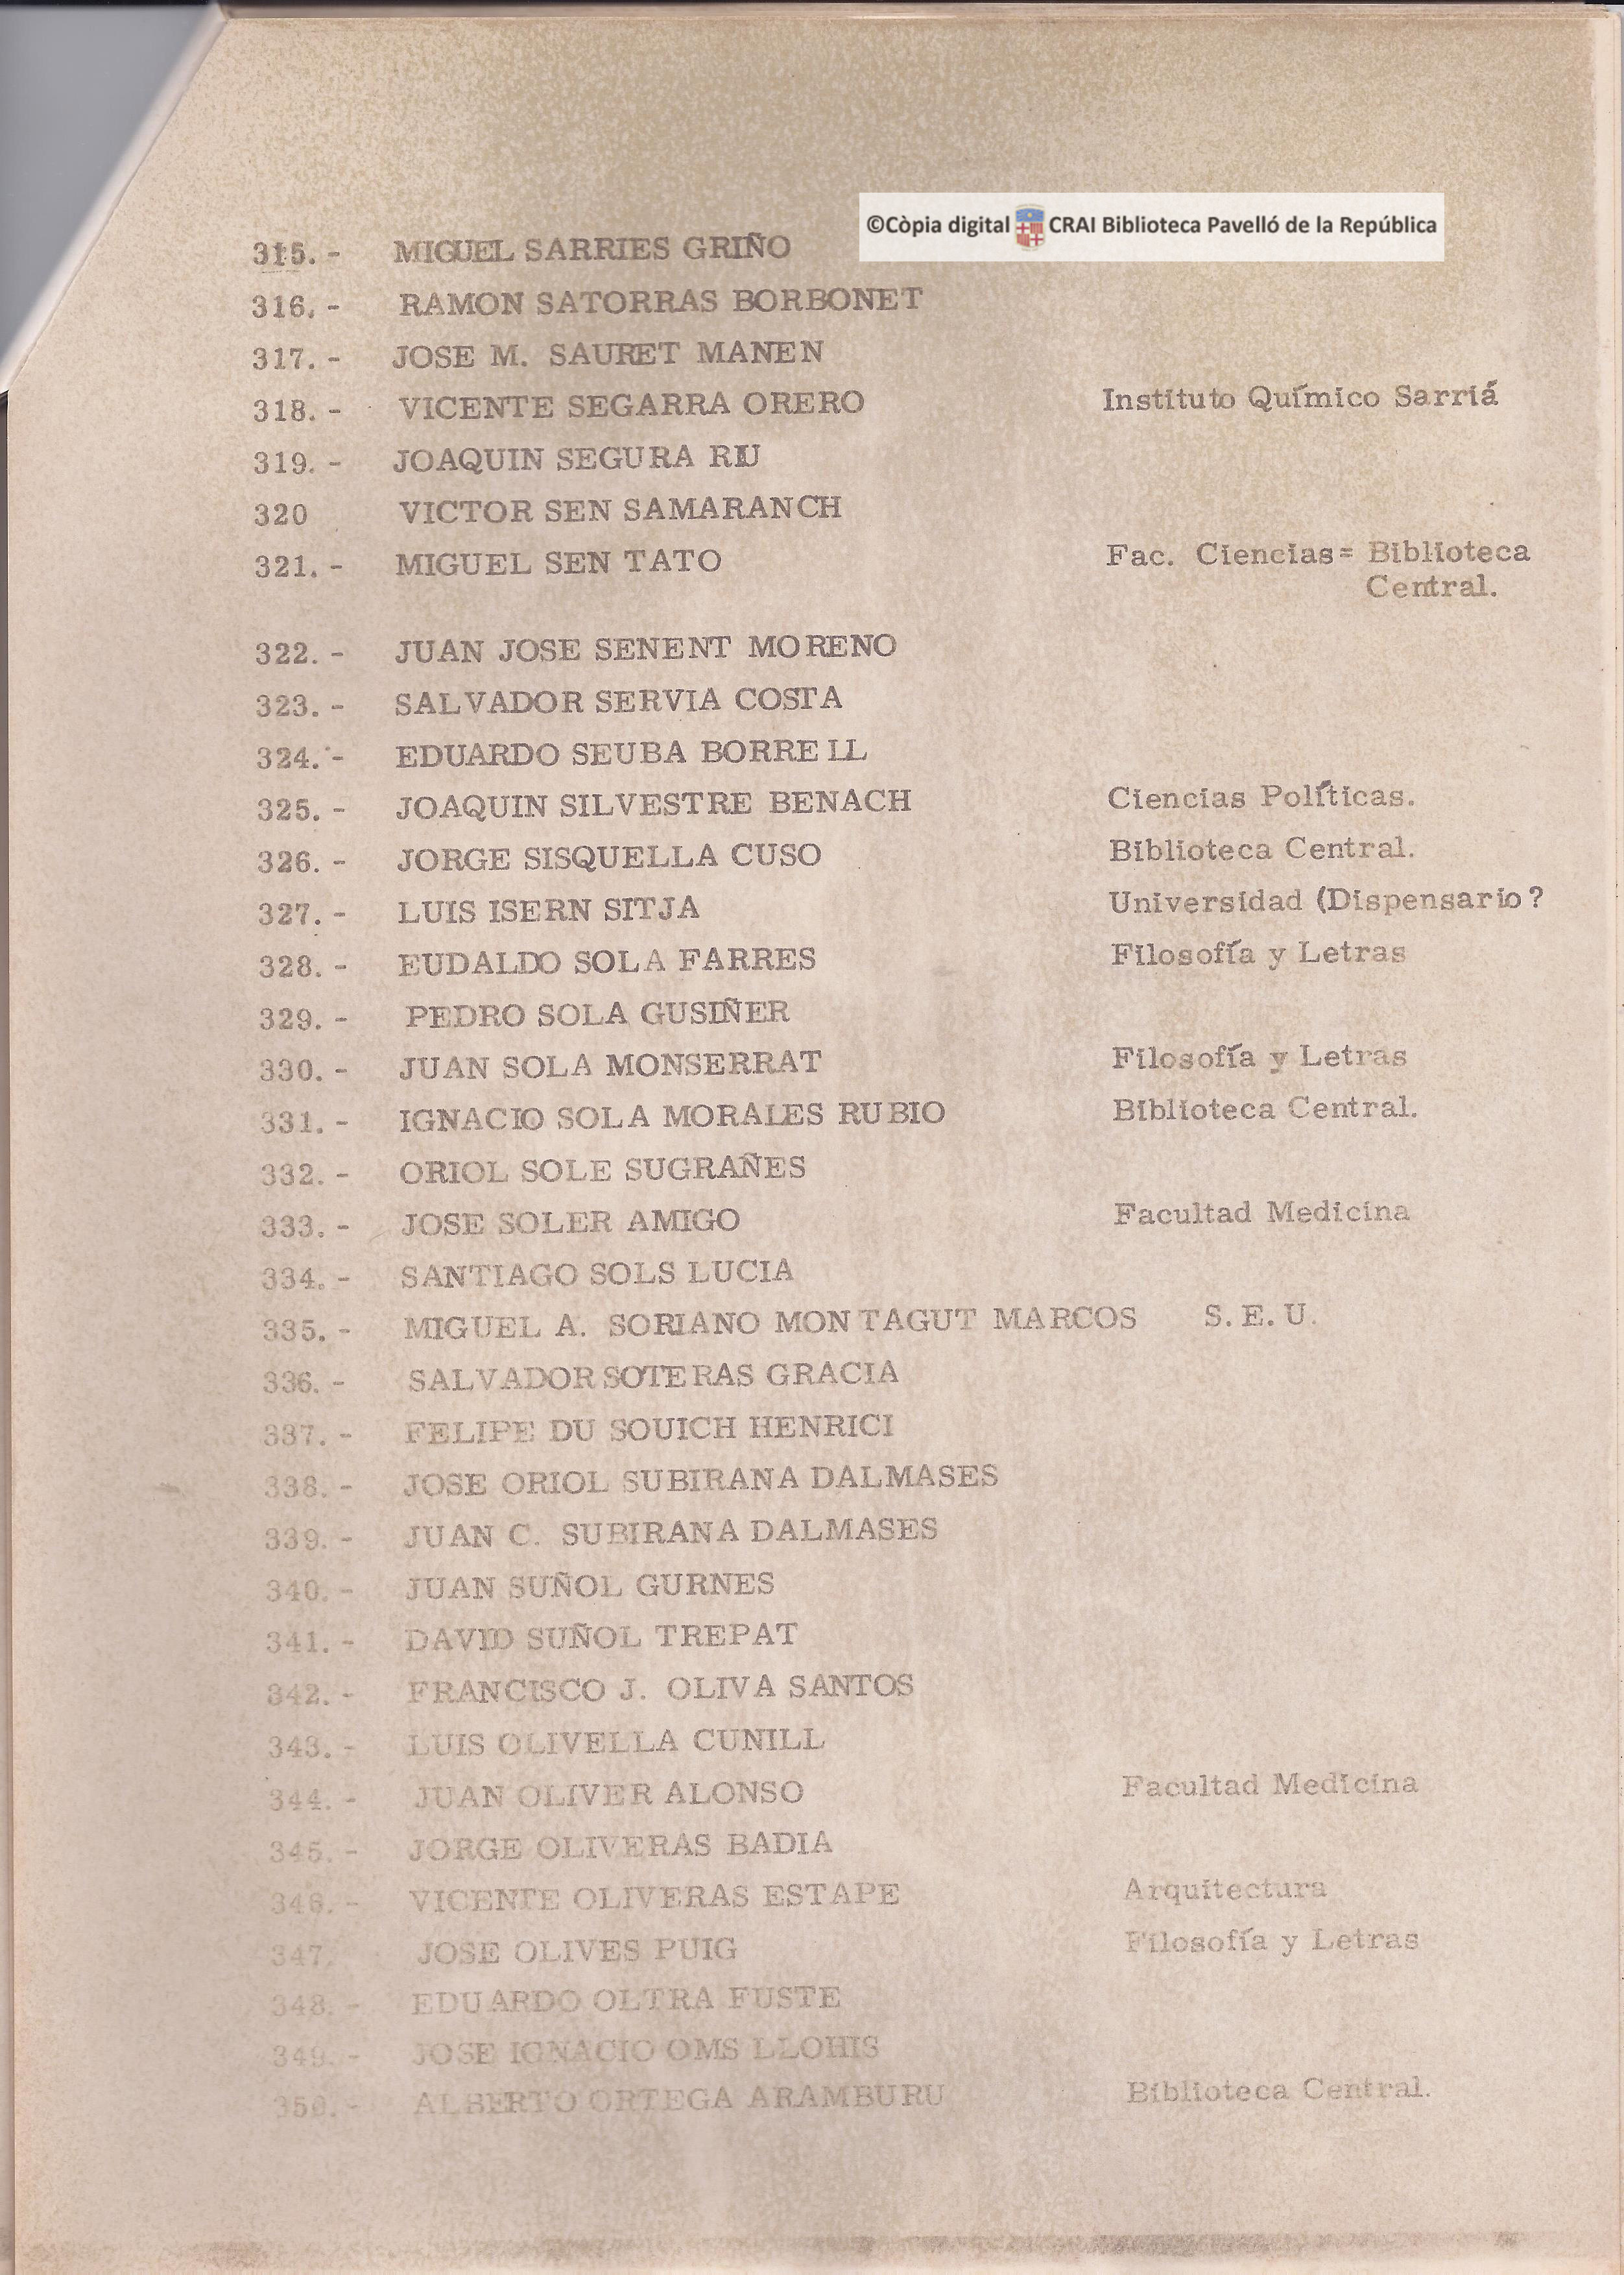 ©Còpia digital CRAI Biblioteca Pavelló de la República
315. - MIGUEL SARRIES GRIÑO
316. - RAMON SATORRAS BORBONET
317. - JOSE M. SAURET MANEN
318. - VICENTE SEGARRA ORERO Instituto Químico Sarriá
319. - JOAQUIN SEGURA RIU
320 VICTOR SEN SAMARANCH
321. - MIGUEL SEN TATO Fac. Ciencias= Biblioteca
Central.
322. - JUAN JOSE SENENT MORENO
323. - SALVADOR SERVIA COSTA
324. - EDUARDO SEUBA BORRELL
325. - JOAQUIN SILVESTRE BENACH Ciencias Políticas.
326. - JORGE SISQUELLA CUSO Biblioteca Central.
327. - LUIS ISERN SITJA Universidad (Dispensario?
328. - EUDALDO SOLA FARRES Filosofía y Letras
329. - PEDRO SOLA GUSIÑER
330. - JUAN SOLA MONSERRAT Filosofía y Letras
331. - IGNACIO SOLA MORALES RUBIO Biblioteca Central.
332. - ORIOL SOLE SUGRAÑES
333. - JOSE SOLER AMIGO Facultad Medicina
334. - SANTIAGO SOLS LUCIA
335. - MIGUEL A. SORIANO MONTAGUT MARCOS S. E. U.
336. - SALVADOR SOTERAS GRACIA
337. - FELIPE DU SOUICH HENRICI
338. - JOSE ORIOL SUBIRANA DALMASES
339. - JUAN C. SUBIRANA DALMASES
340. - JUAN SUÑOL GURNES
341. - DAVID SUÑOL TREPAT
342. - FRANCISCO J. OLIVA SANTOS
343. - LUIS OLIVELLA CUNILL
344. - JUAN OLIVER ALONSO Facultad Medicina
345. - JORGE OLIVERAS BADIA
346. - VICENTE OLIVERAS ESTAPE Arquitectura
347. JOSE OLIVES PUIG Filosofía y Letras
348. - EDUARDO OLTRA FUSTE
349. - JOSE IGNACIO OMS LLOHIS
350. - ALBERTO ORTEGA ARAMBURU Biblioteca Central.